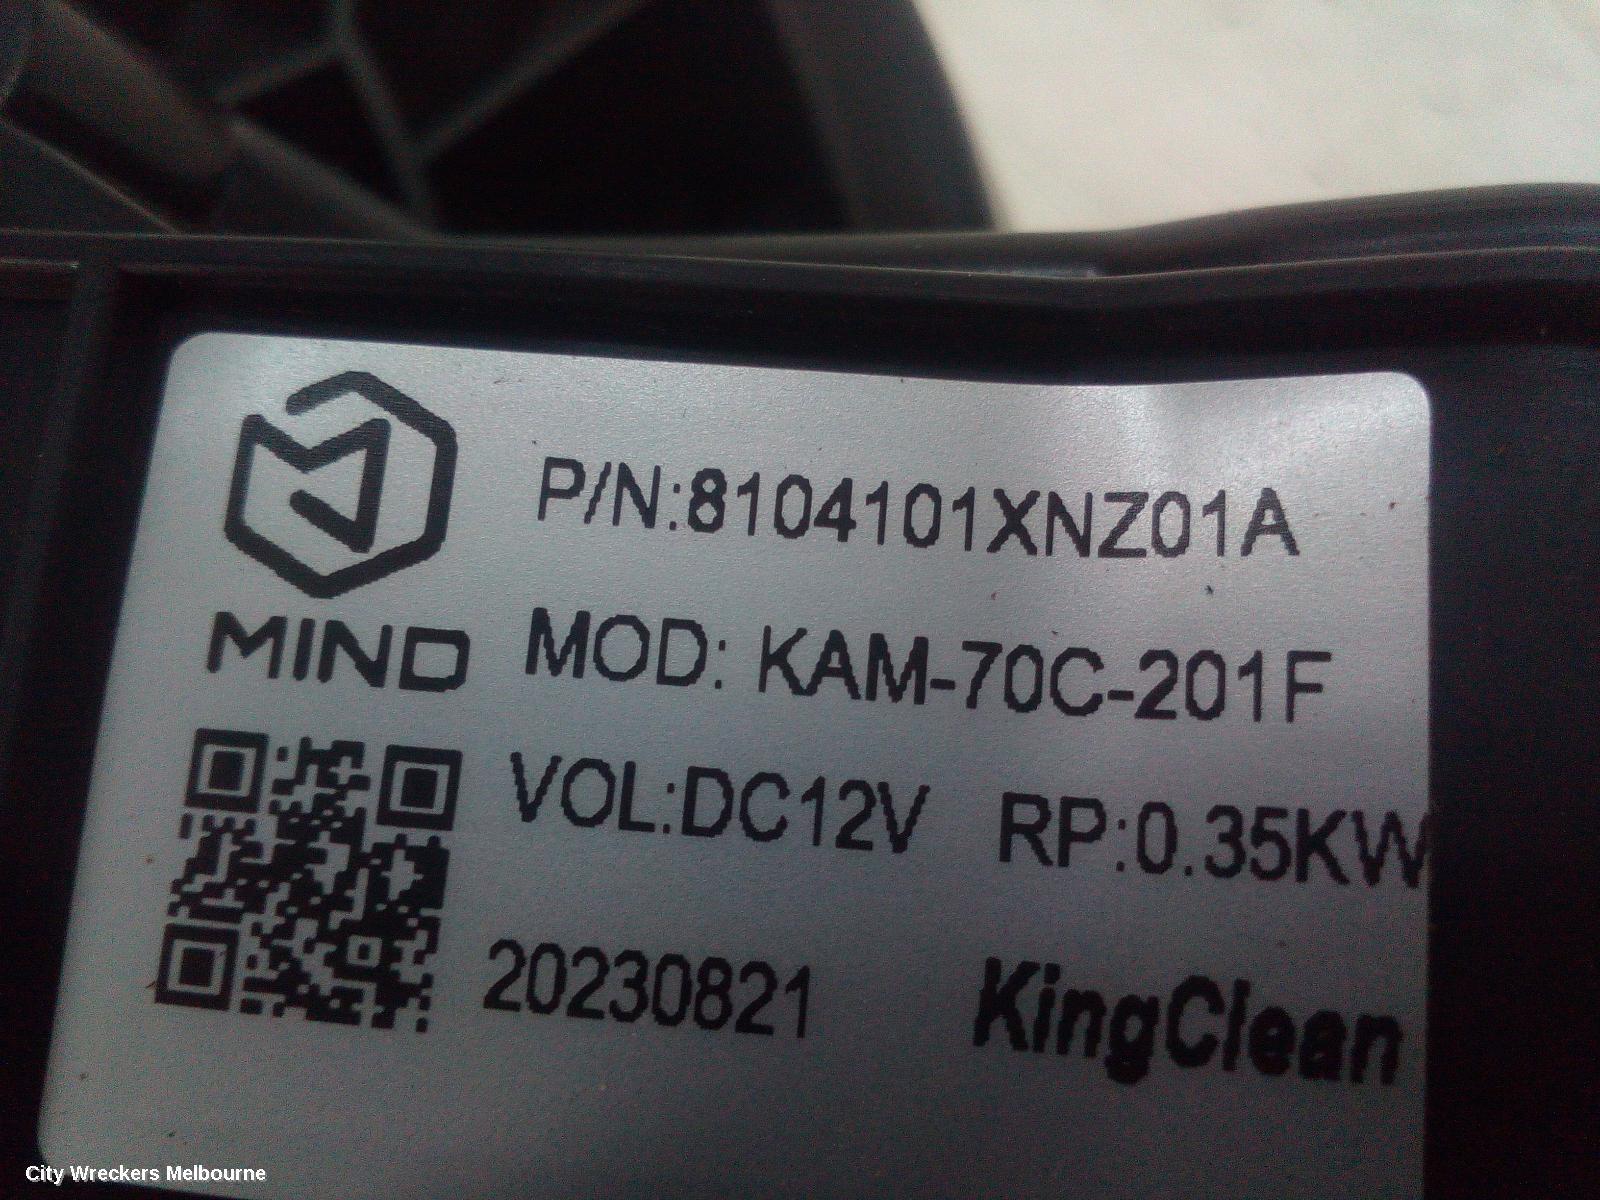 P/N:8104101XNZ01A
MIND
MOD: KAM-70C-201F
VOL:DC12V RP:0.35KW
20230821 KingClean
City Wreckers Melbourne